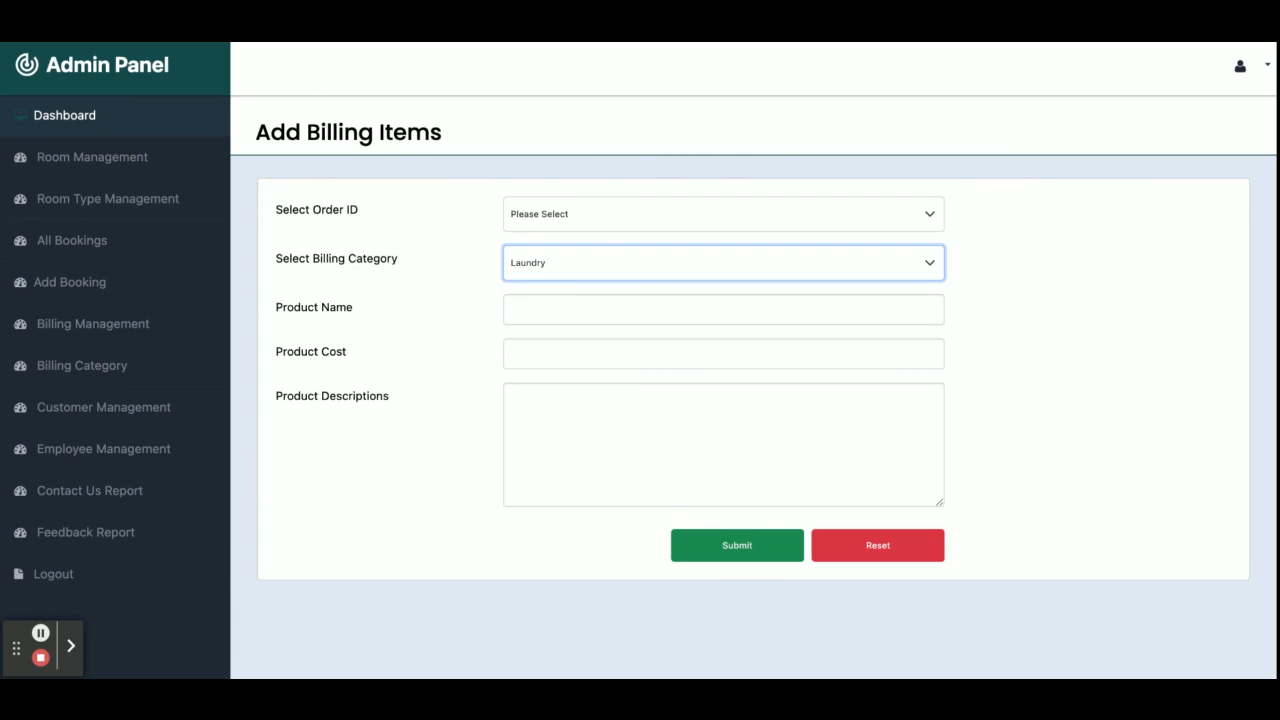 Admin Panel
Dashboard
Room Management
Room Type Management
All Bookings
Add Booking
Billing Management
Billing Category
Customer Management
Employee Management
Contact Us Report
Feedback Report
Logout
Add Billing Items
Select Order ID
Please Select
Select Billing Category
Laundry
Product Name
Product Cost
Product Descriptions
Submit
Reset